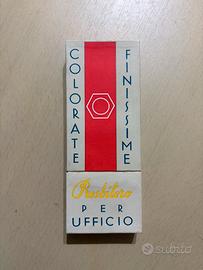 COLORATE
FINISSIME
Presbitero
PER
UFFICIO
subito